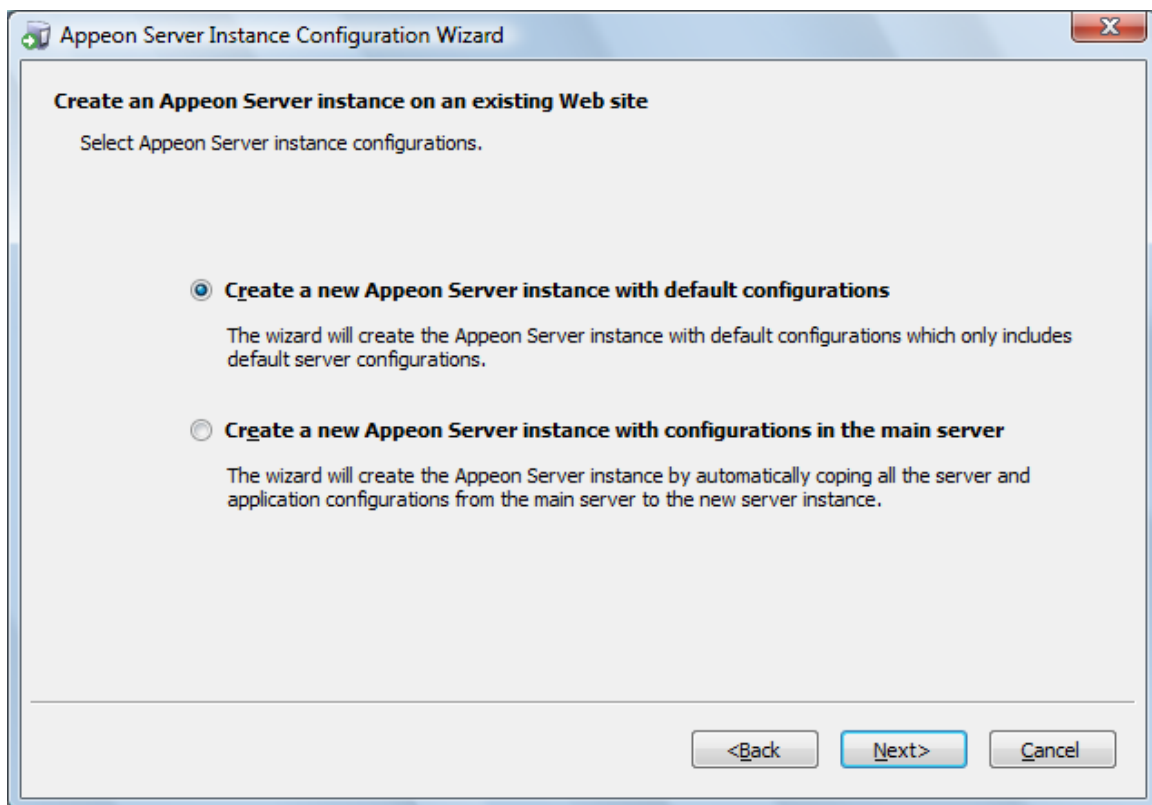 Appeon Server Instance Configuration Wizard
Create an Appeon Server instance on an existing Web site
Select Appeon Server instance configurations.
Create a new Appeon Server instance with default configurations
The wizard will create the Appeon Server instance with default configurations which only includes
default server configurations.
Create a new Appeon Server instance with configurations in the main server
The wizard will create the Appeon Server instance by automatically coping all the server and
application configurations from the main server to the new server instance.
<Back Next> Cancel